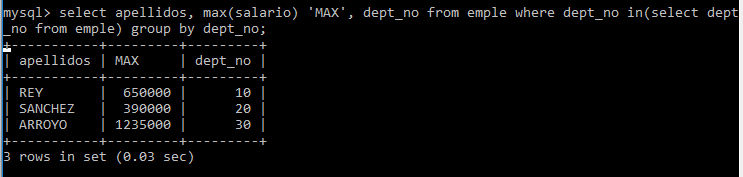 mysql> select apellidos, max(salario) 'MAX', dept_no from emple where dept_no in(select dept
_no from emple) group by dept_no;
+-----------+---------+---------+
| apellidos | MAX     | dept_no |
+-----------+---------+---------+
| REY       |  650000 |      10 |
| SANCHEZ   |  390000 |      20 |
| ARROYO    | 1235000 |      30 |
+-----------+---------+---------+
3 rows in set (0.03 sec)